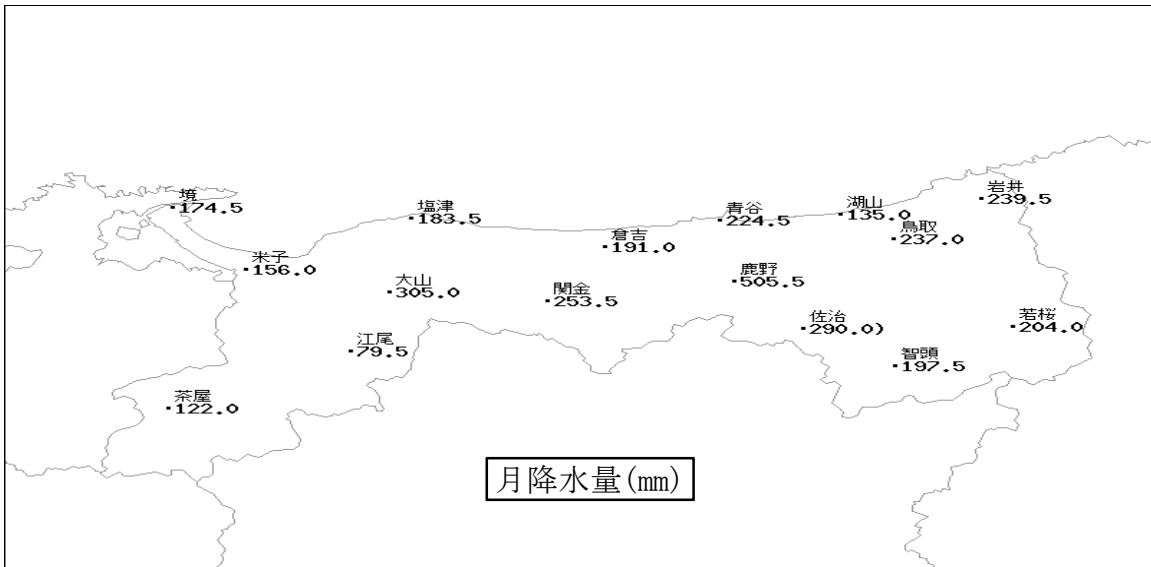 境
・174.5
塩津
・183.5
青谷
・224.5
湖山
・135.0
岩井
・239.5
鳥取
・237.0
倉吉
・191.0
米子
・156.0
大山
・305.0
関金
・253.5
鹿野
・505.5
佐治
・290.0)
若桜
・204.0
江尾
・79.5
智頭
・197.5
茶屋
・122.0
月降水量(㎜)